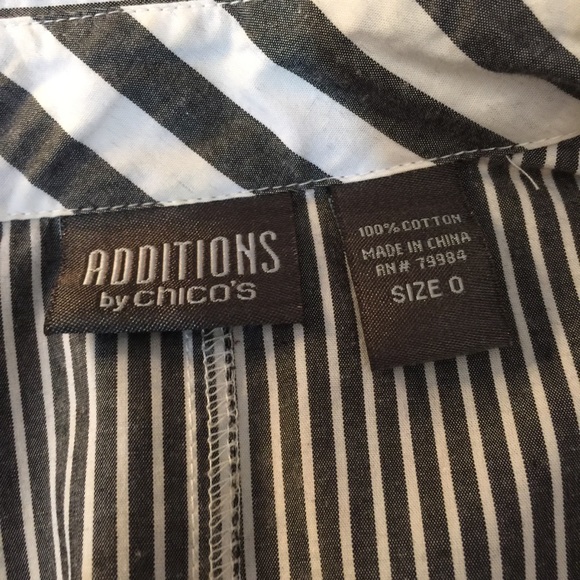 ADDITIONS
by chico's
100% COTTON
MADE IN CHINA
RN# 79984
SIZE 0